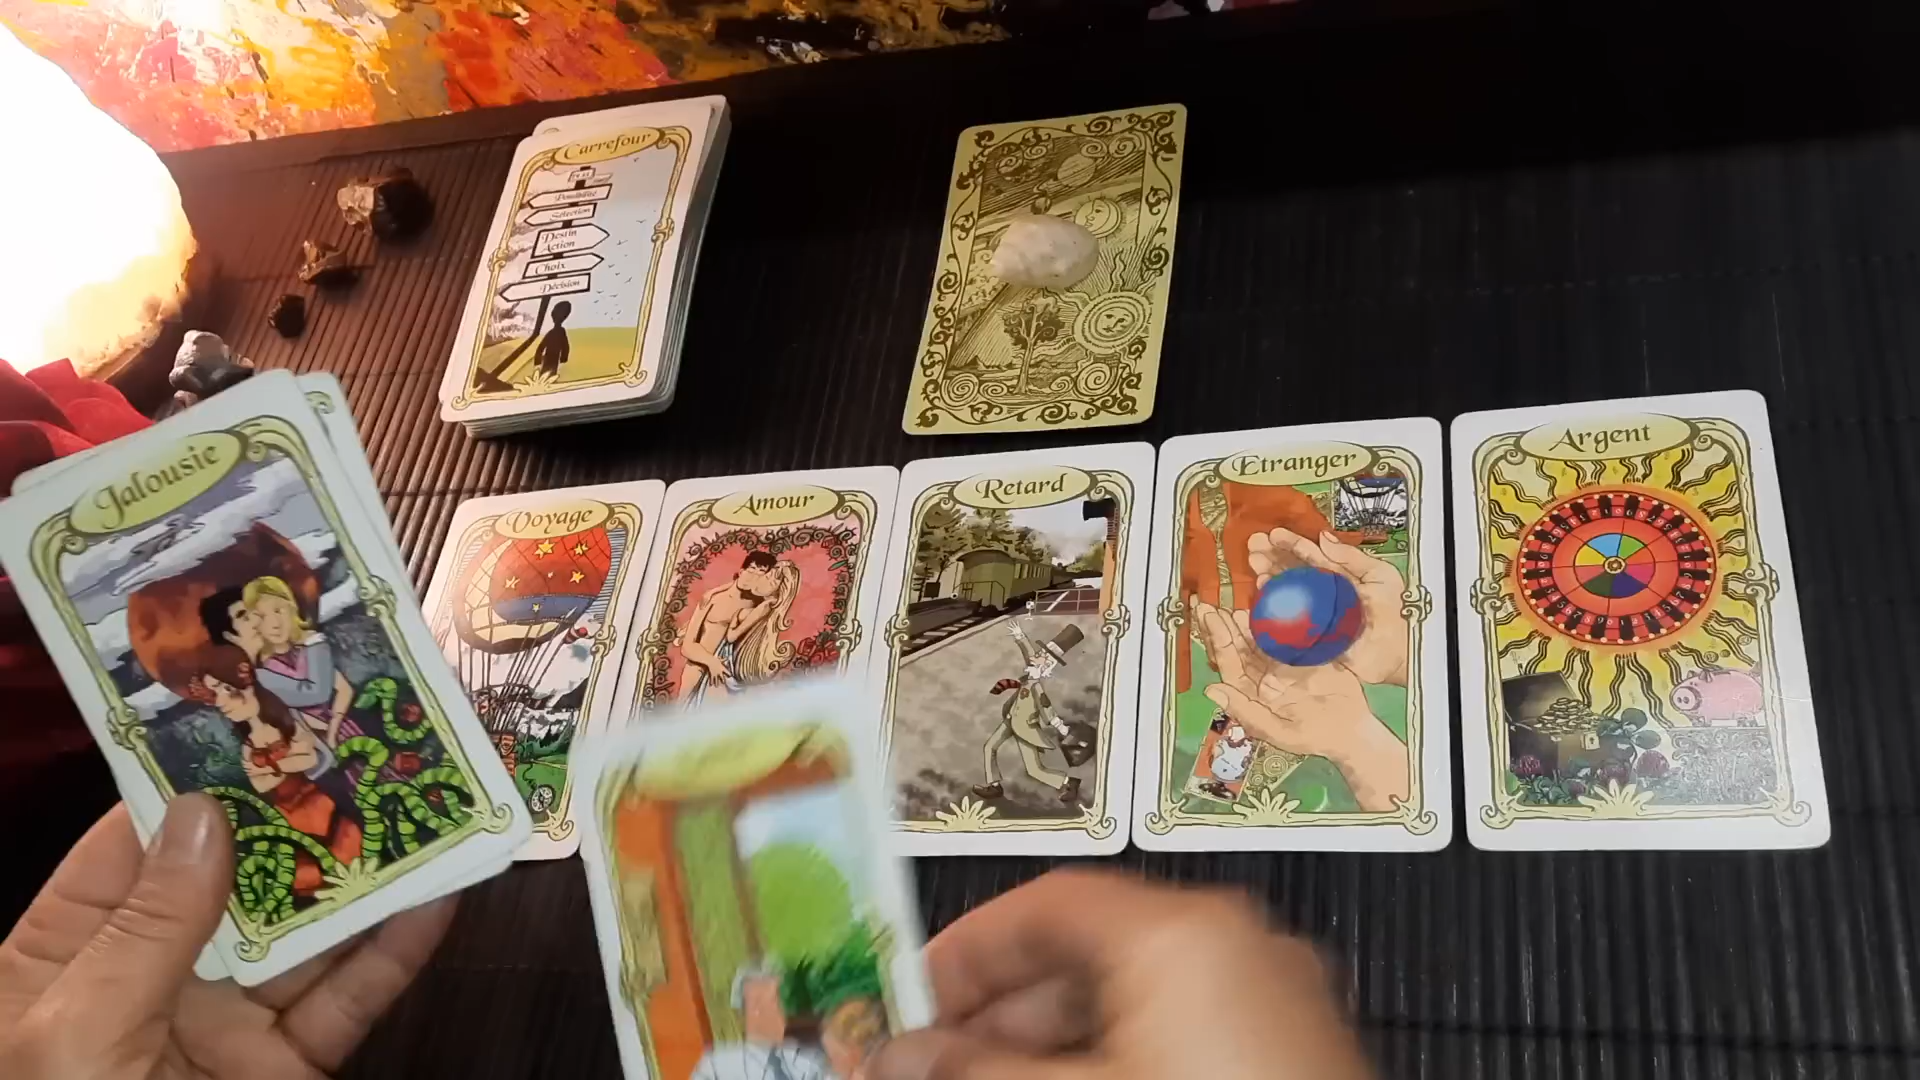 Carrefour
Possibilité
Sélection
Destin
Action
Choix
Décision
Jalousie
Voyage
Amour
Retard
Etranger
Argent